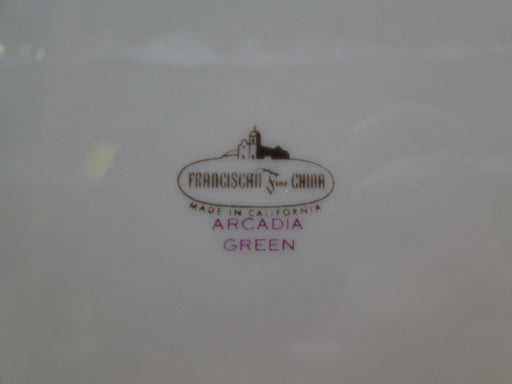 FRANCISCAN Fine CHINA
MADE IN CALIFORNIA
ARCADIA
GREEN